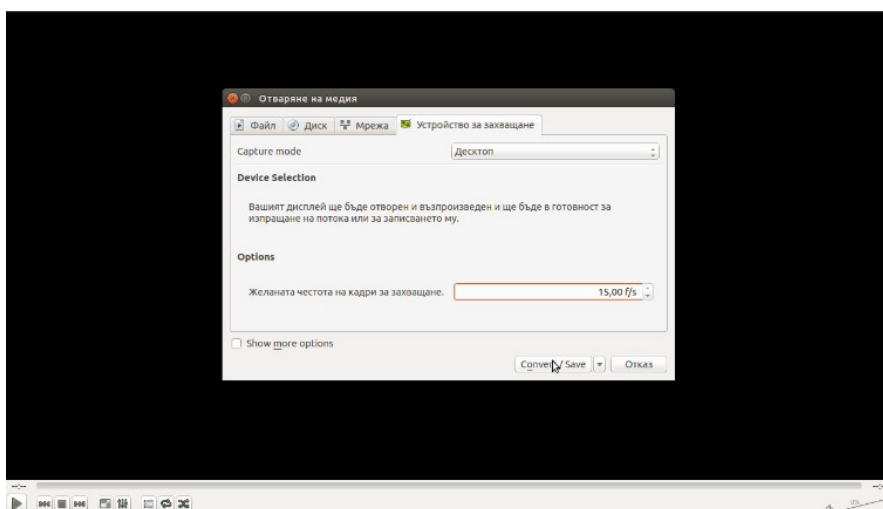 Отваряне на медия
Файл Диск Мрежа Устройство за захващане
Capture mode Десктоп
Device Selection
Вашият дисплей ще бъде отворен и възпроизведен и ще бъде в готовност за
изпращане на потока или за записването му.
Options
Желаната честота на кадри за захващане. 15,00 f/s
Show more options
Convert / Save Отказ
--:-- --:--